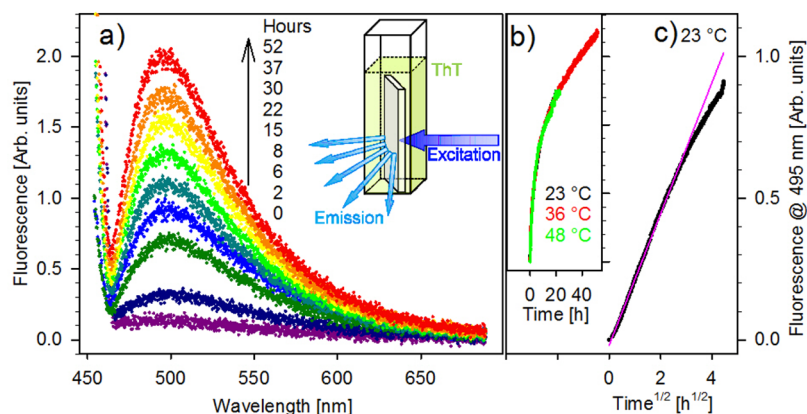 a)
Hours
52
37
30
22
15
8
6
2
0
ThT
Excitation
Emission
Fluorescence [Arb. units]
2.0
1.5
1.0
0.5
0.0
450 500 550 600 650
Wavelength [nm]
b)
23 °C
36 °C
48 °C
0 20 40
Time [h]
c) 23 °C
0 2 4
Time1/2 [h1/2]
1.0
0.5
0.0
Fluorescence @ 495 nm [Arb. units]